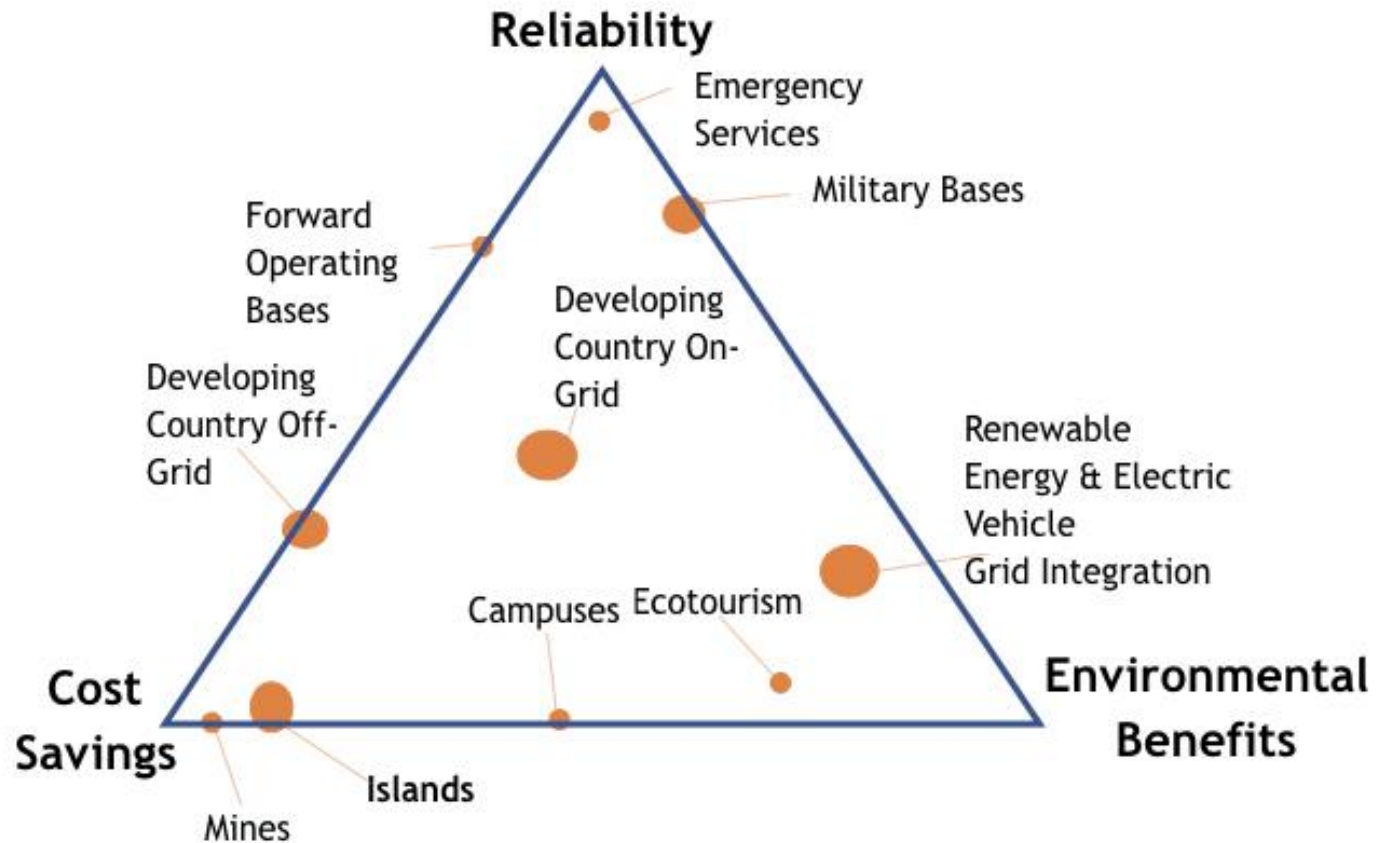 Reliability
Emergency
Services
Military Bases
Forward
Operating
Bases
Developing
Country On-
Grid
Developing
Country Off-
Grid
Renewable
Energy & Electric
Vehicle
Grid Integration
Campuses
Ecotourism
Cost
Savings
Environmental
Benefits
Islands
Mines